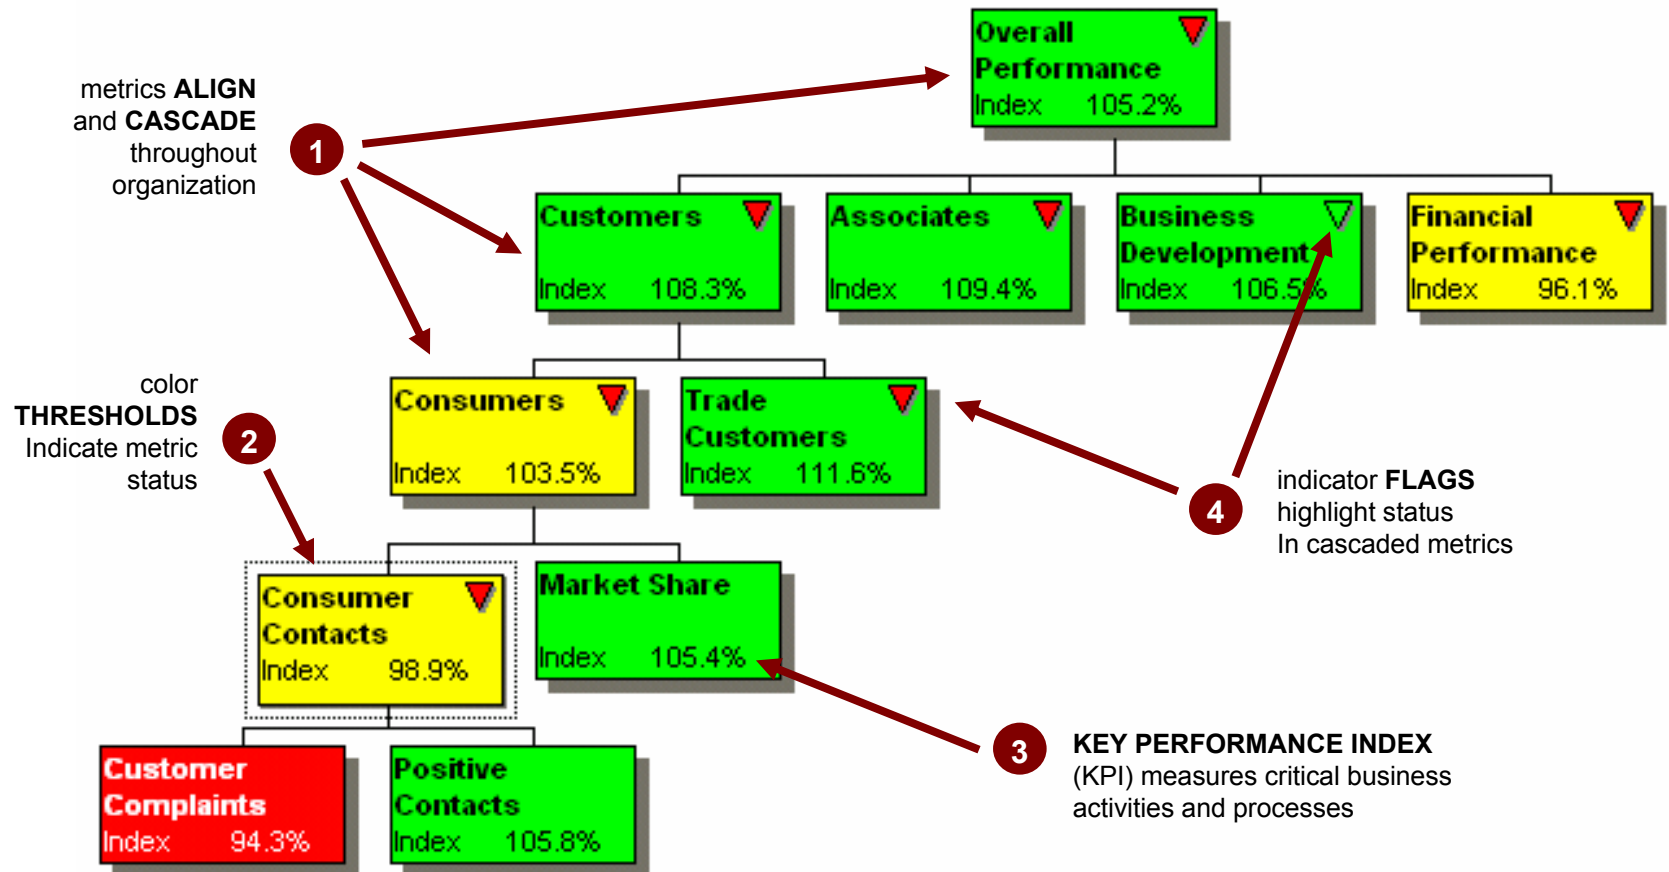 Overall
Performance
Index 105.2%
metrics ALIGN
and CASCADE
throughout
organization
1
Customers
Index 108.3%
Associates
Index 109.4%
Business
Development
Index 106.5%
Financial
Performance
Index 96.1%
color
THRESHOLDS
Indicate metric
status
2
Consumers
Index 103.5%
Trade
Customers
Index 111.6%
4
indicator FLAGS
highlight status
In cascaded metrics
Consumer
Contacts
Index 98.9%
Market Share
Index 105.4%
3
KEY PERFORMANCE INDEX
(KPI) measures critical business
activities and processes
Customer
Complaints
Index 94.3%
Positive
Contacts
Index 105.8%